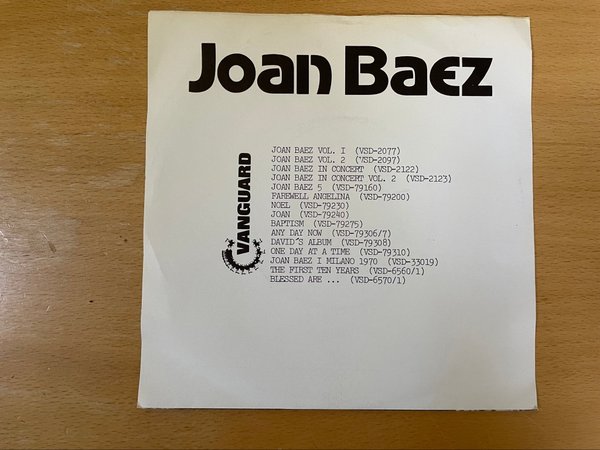 Joan Baez
VANGUARD
JOAN BAEZ VOL. I (VSD-2077)
JOAN BAEZ VOL. 2 (VSD-2097)
JOAN BAEZ IN CONCERT (VSD-2122)
JOAN BAEZ IN CONCERT VOL. 2 (VSD-2123)
JOAN BAEZ 5 (VSD-79160)
FAREWELL ANGELINA (VSD-79200)
NOEL (VSD-79230)
JOAN (VSD-79240)
BAPTISM (VSD-79275)
ANY DAY NOW (VSD-79306/7)
DAVID'S ALBUM (VSD-79308)
ONE DAY AT A TIME (VSD-79310)
JOAN BAEZ I MILANO 1970 (VSD-33019)
THE FIRST TEN YEARS (VSD-6560/1)
BLESSED ARE ... (VSD-6570/1)